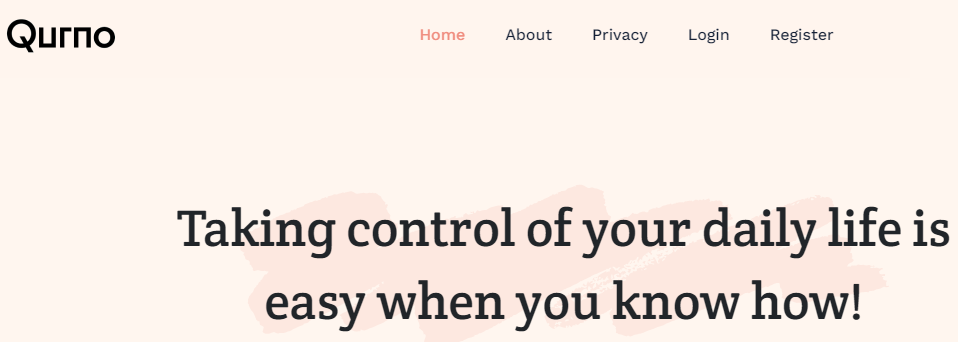 Qurno
Home About Privacy Login Register
Taking control of your daily life is
easy when you know how!